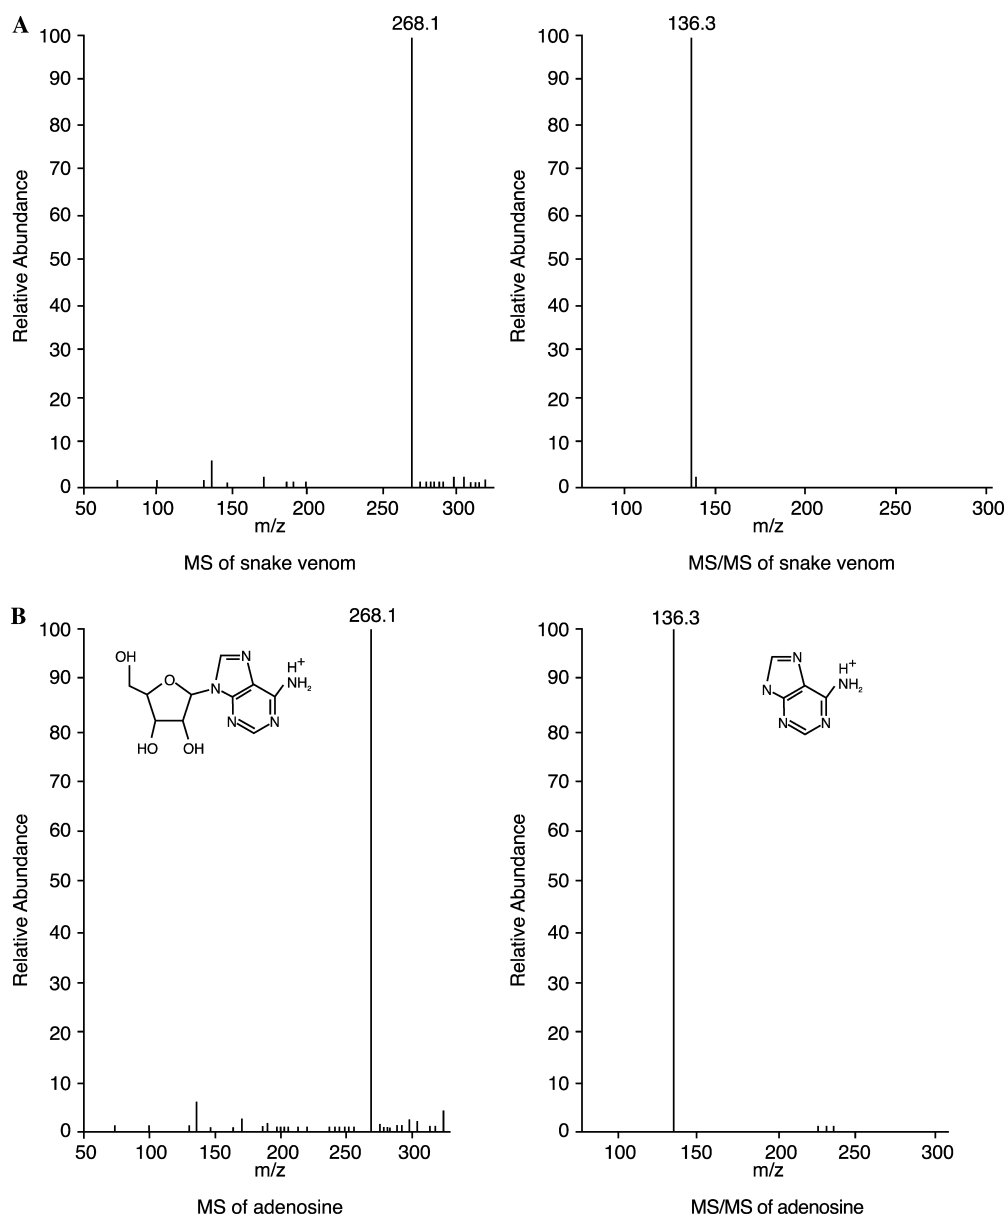 A
268.1
100
90
80
70
60
50
40
30
20
10
0
Relative Abundance
50 100 150 200 250 300
m/z
MS of snake venom
136.3
100
90
80
70
60
50
40
30
20
10
0
Relative Abundance
100 150 200 250 300
m/z
MS/MS of snake venom
B
268.1
100
90
80
70
60
50
40
30
20
10
0
Relative Abundance
OH
O
HO OH
N
N
N
N
H+
NH2
50 100 150 200 250 300
m/z
MS of adenosine
136.3
100
90
80
70
60
50
40
30
20
10
0
Relative Abundance
N
N
N
N
H+
NH2
100 150 200 250 300
m/z
MS/MS of adenosine